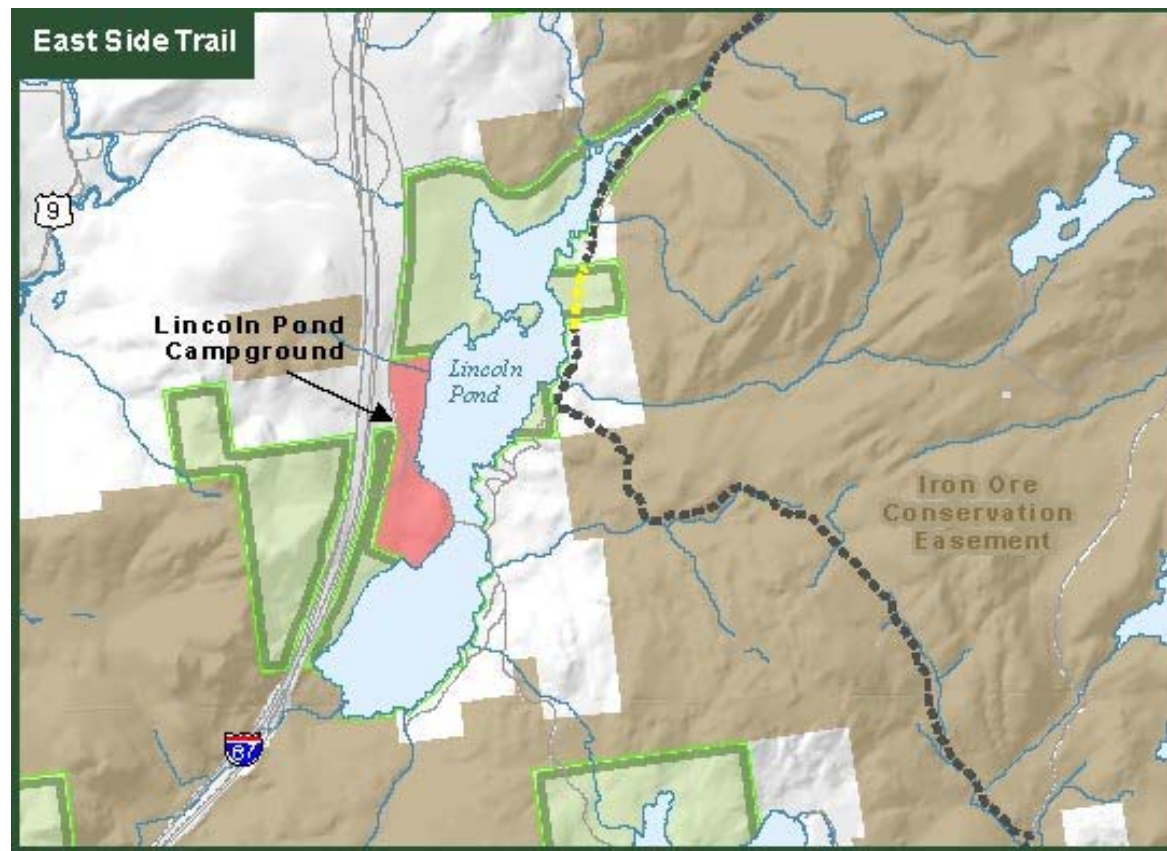 East Side Trail
9
Lincoln Pond
Campground
Lincoln
Pond
Iron Ore
Conservation
Easement
87